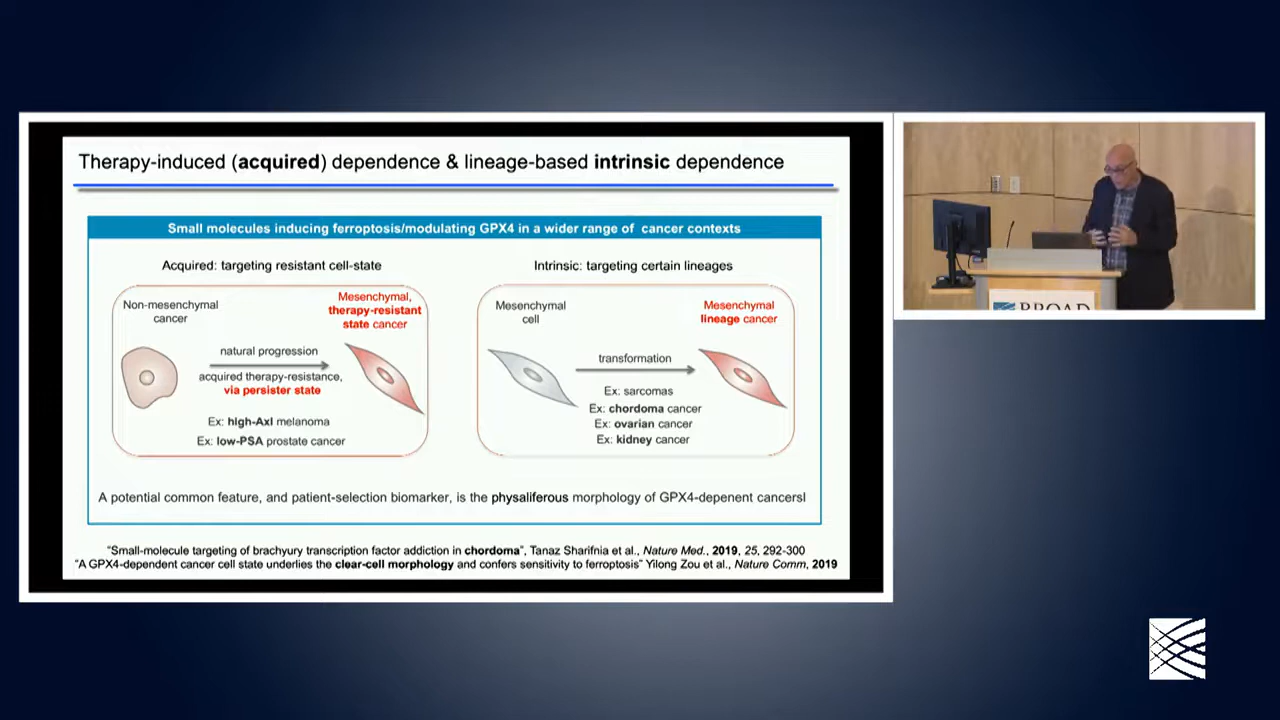 Therapy-induced (acquired) dependence & lineage-based intrinsic dependence
Small molecules inducing ferroptosis/modulating GPX4 in a wider range of cancer contexts
Acquired: targeting resistant cell-state
Non-mesenchymal
cancer
Mesenchymal,
therapy-resistant
state cancer
natural progression
acquired therapy-resistance,
via persister state
Ex: high-Axl melanoma
Ex: low-PSA prostate cancer
Intrinsic: targeting certain lineages
Mesenchymal
cell
Mesenchymal
lineage cancer
transformation
Ex: sarcomas
Ex: chordoma cancer
Ex: ovarian cancer
Ex: kidney cancer
A potential common feature, and patient-selection biomarker, is the physaliferous morphology of GPX4-depenent cancersl
"Small-molecule targeting of brachyury transcription factor addiction in chordoma", Tanaz Sharifnia et al., Nature Med., 2019, 25, 292-300
"A GPX4-dependent cancer cell state underlies the clear-cell morphology and confers sensitivity to ferroptosis" Yilong Zou et al., Nature Comm, 2019
BROAD